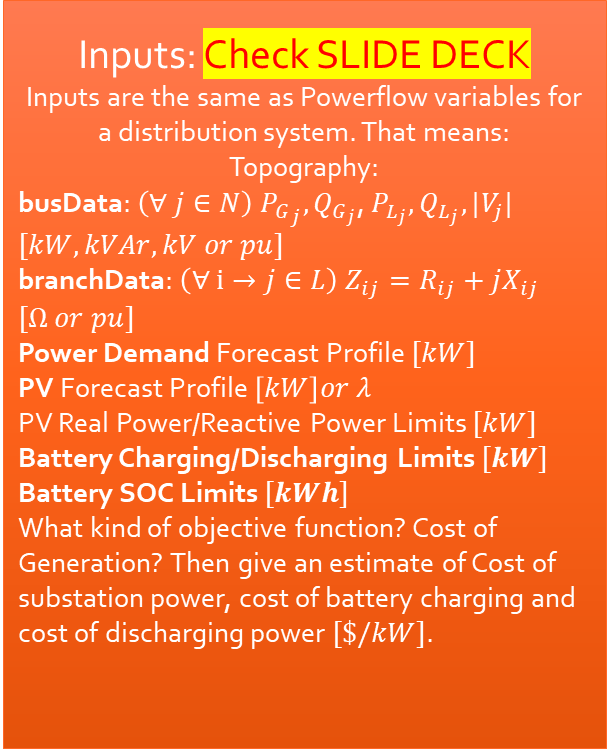 Inputs: Check SLIDE DECK
Inputs are the same as Powerflow variables for
a distribution system. That means:
Topography:
busData: (∀ j ∈ N) P_{G_j}, Q_{G_j}, P_{L_j}, Q_{L_j}, |V_j|
[kW, kVAr, kV or pu]
branchData: (∀ i → j ∈ L) Z_{ij} = R_{ij} + jX_{ij}
[Ω or pu]
Power Demand Forecast Profile [kW]
PV Forecast Profile [kW]or λ
PV Real Power/Reactive Power Limits [kW]
Battery Charging/Discharging Limits [kW]
Battery SOC Limits [kWh]
What kind of objective function? Cost of
Generation? Then give an estimate of Cost of
substation power, cost of battery charging and
cost of discharging power [$/kW].